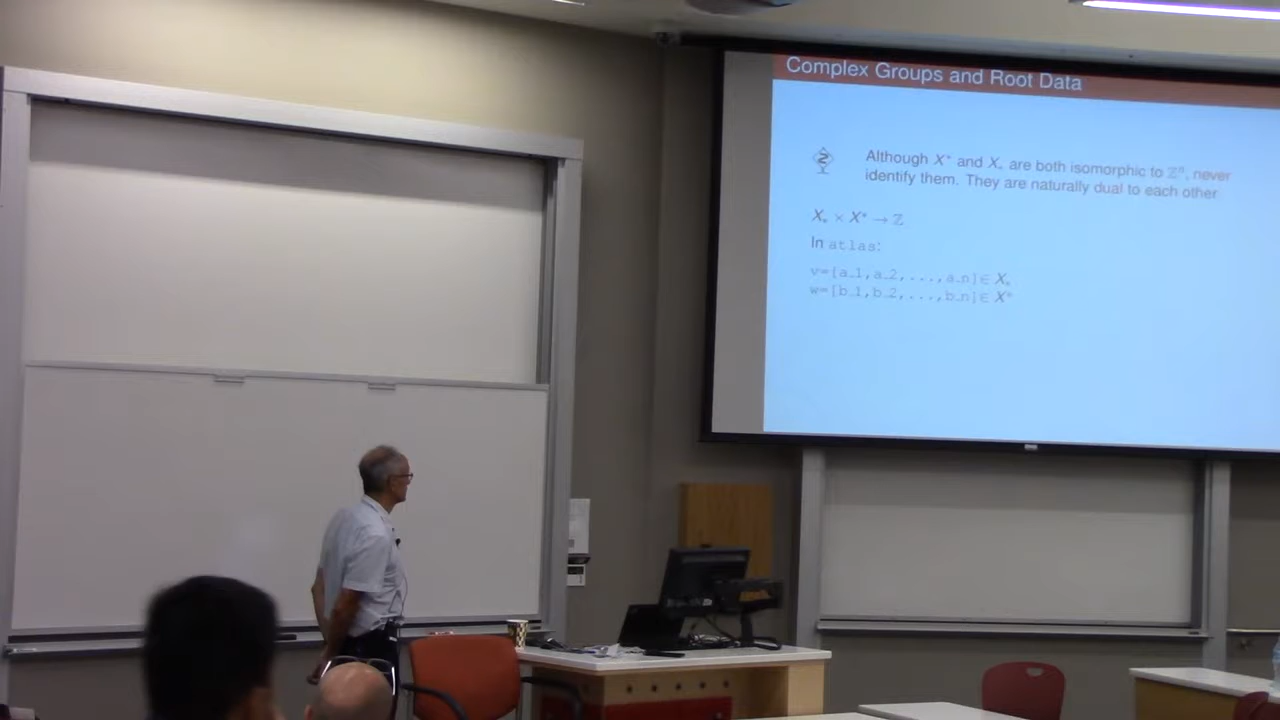 Complex Groups and Root Data
Although X* and X* are both isomorphic to ℤⁿ, never
identify them. They are naturally dual to each other
X* × X* → ℤ
In atlas:
v=[a_1,a_2,...,a_n]∈ X*
w=[b_1,b_2,...,b_n]∈ X*